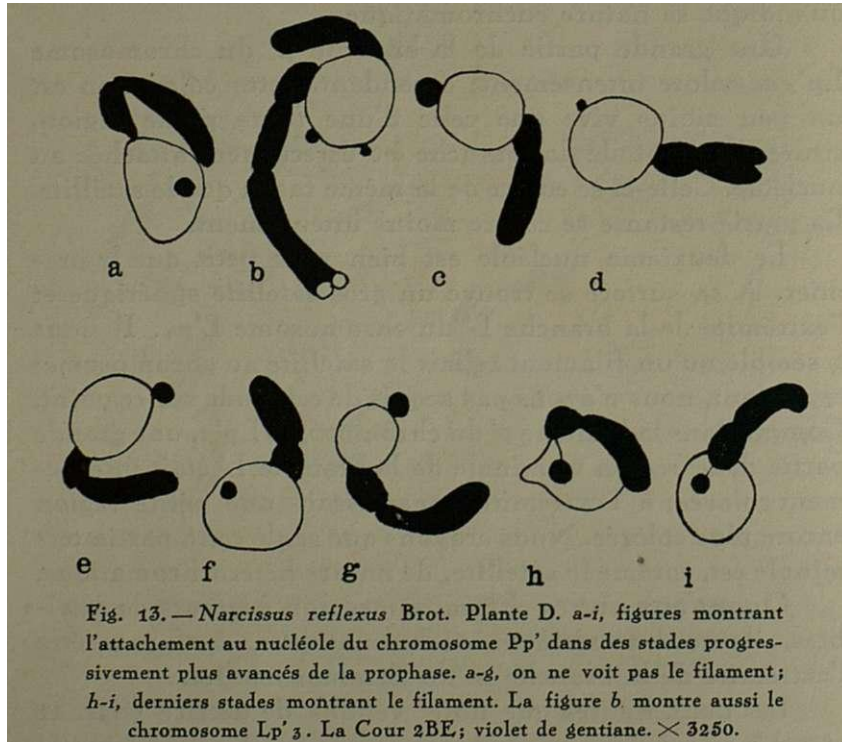 a
b
c
d
e
f
g
h
i
Fig. 13. — Narcissus reflexus Brot. Plante D. a-i, figures montrant
l'attachement au nucléole du chromosome Pp' dans des stades progres-
sivement plus avancés de la prophase. a-g, on ne voit pas le filament;
h-i, derniers stades montrant le filament. La figure b montre aussi le
chromosome Lp'3. La Cour 2BE; violet de gentiane. × 3250.